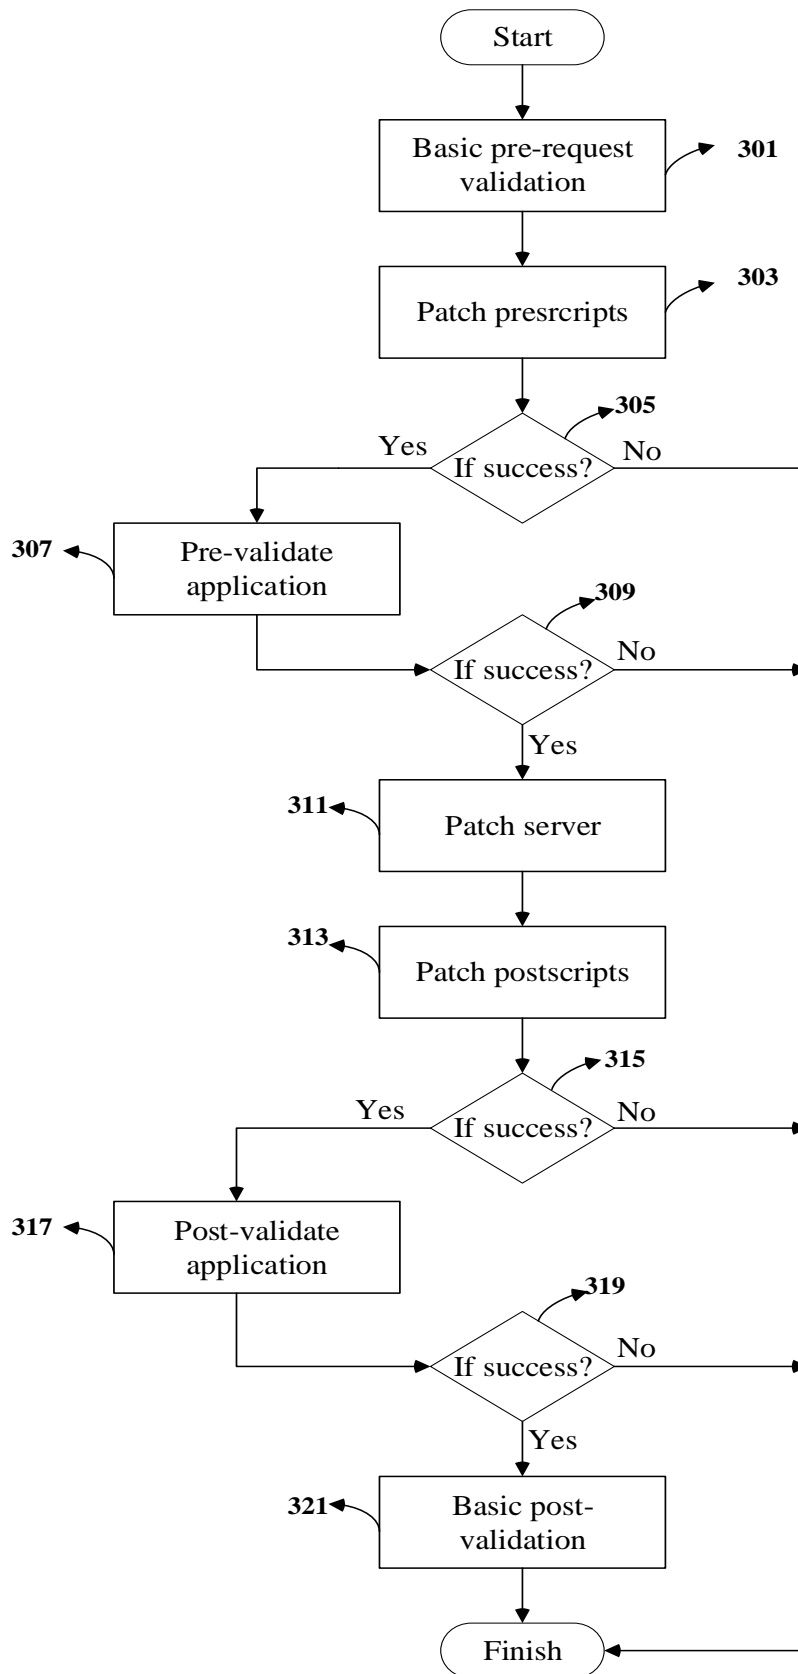 Start
Basic pre-request
validation
301
Patch presrcripts
303
305
Yes
If success?
No
307
Pre-validate
application
309
If success?
No
Yes
311
Patch server
313
Patch postscripts
315
Yes
If success?
No
317
Post-validate
application
319
If success?
No
Yes
321
Basic post-
validation
Finish